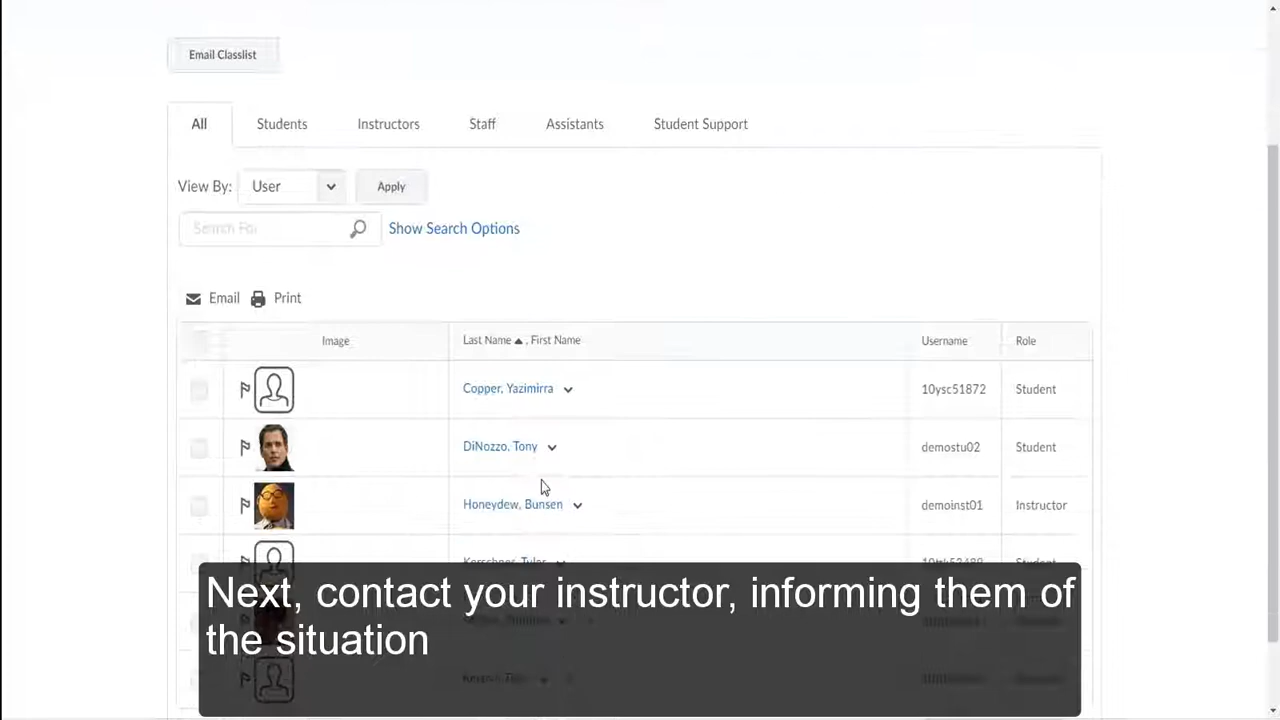 Email Classlist
All Students Instructors Staff Assistants Student Support
View By: User Apply
Search For Show Search Options
Email Print
Image Last Name , First Name Username Role
Copper, Yazimirra 10ysc51872 Student
DiNozzo, Tony demostu02 Student
Honeydew, Bunsen demoinst01 Instructor
Next, contact your instructor, informing them of
the situation